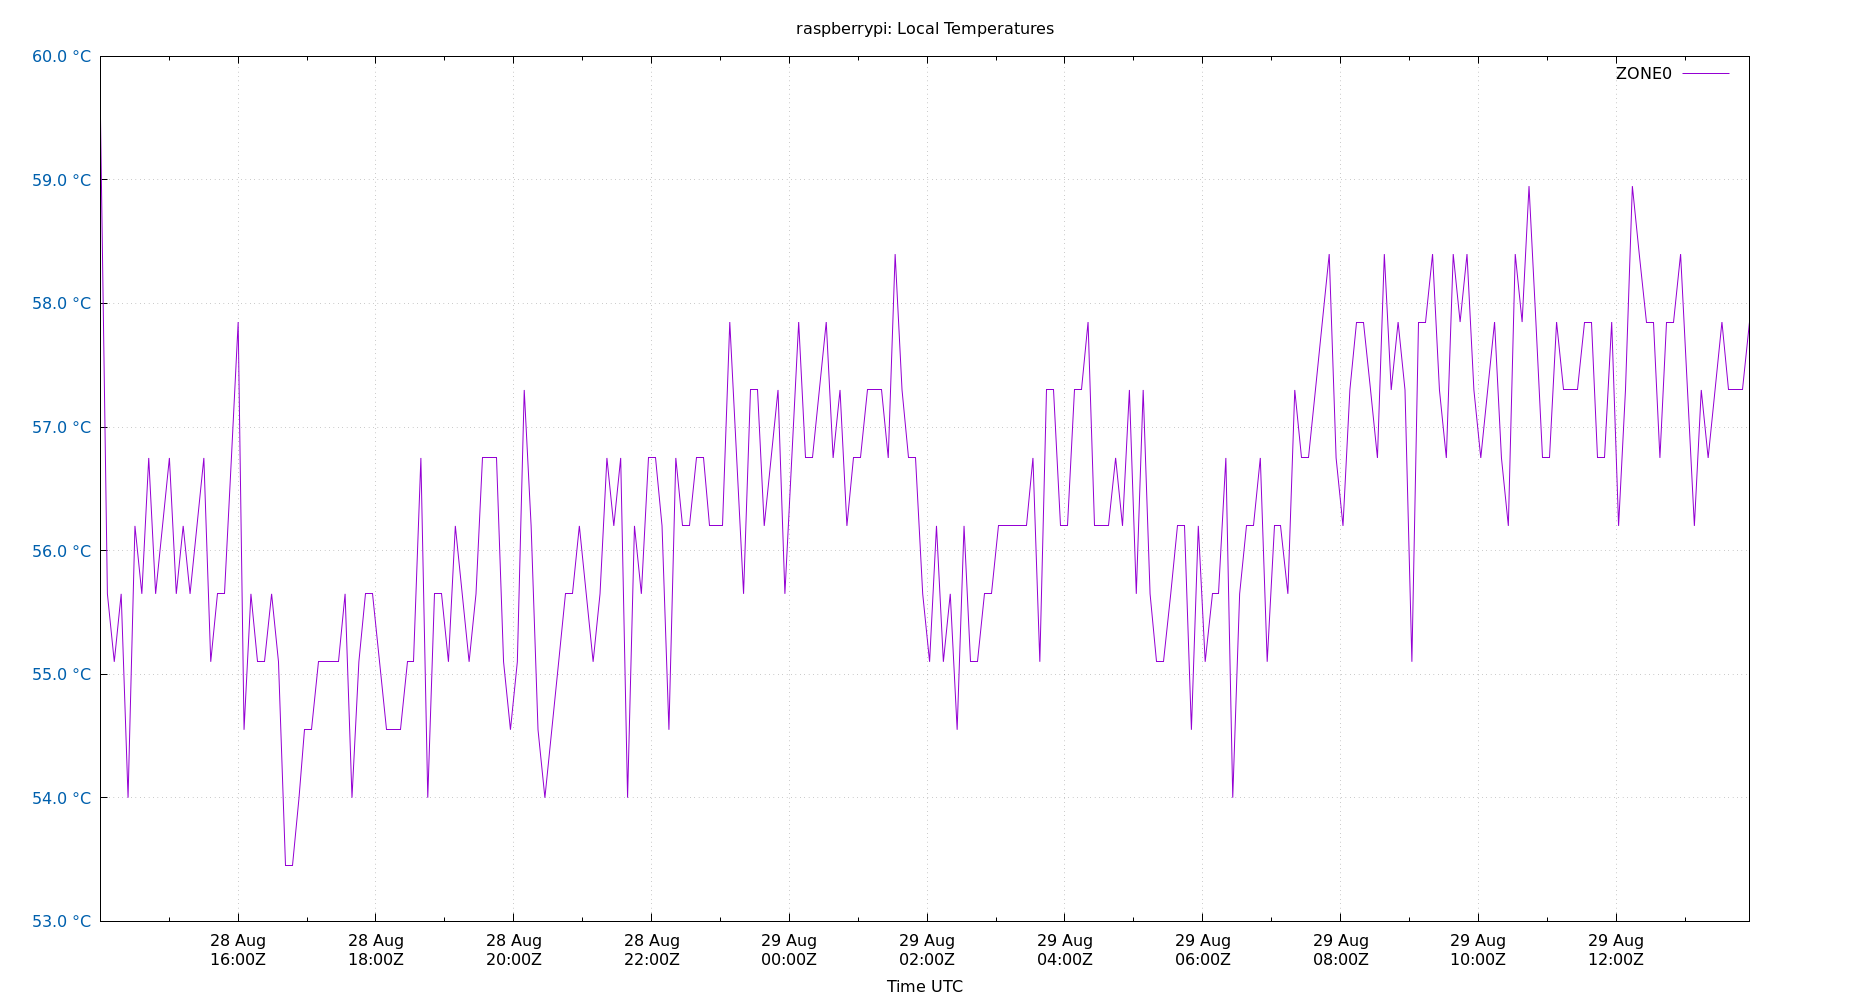 raspberrypi: Local Temperatures
60.0 °C
ZONE0
59.0 °C
58.0 °C
57.0 °C
56.0 °C
55.0 °C
54.0 °C
53.0 °C
28 Aug 28 Aug 28 Aug 28 Aug 29 Aug 29 Aug 29 Aug 29 Aug 29 Aug 29 Aug 29 Aug
16:00Z 18:00Z 20:00Z 22:00Z 00:00Z 02:00Z 04:00Z 06:00Z 08:00Z 10:00Z 12:00Z
Time UTC